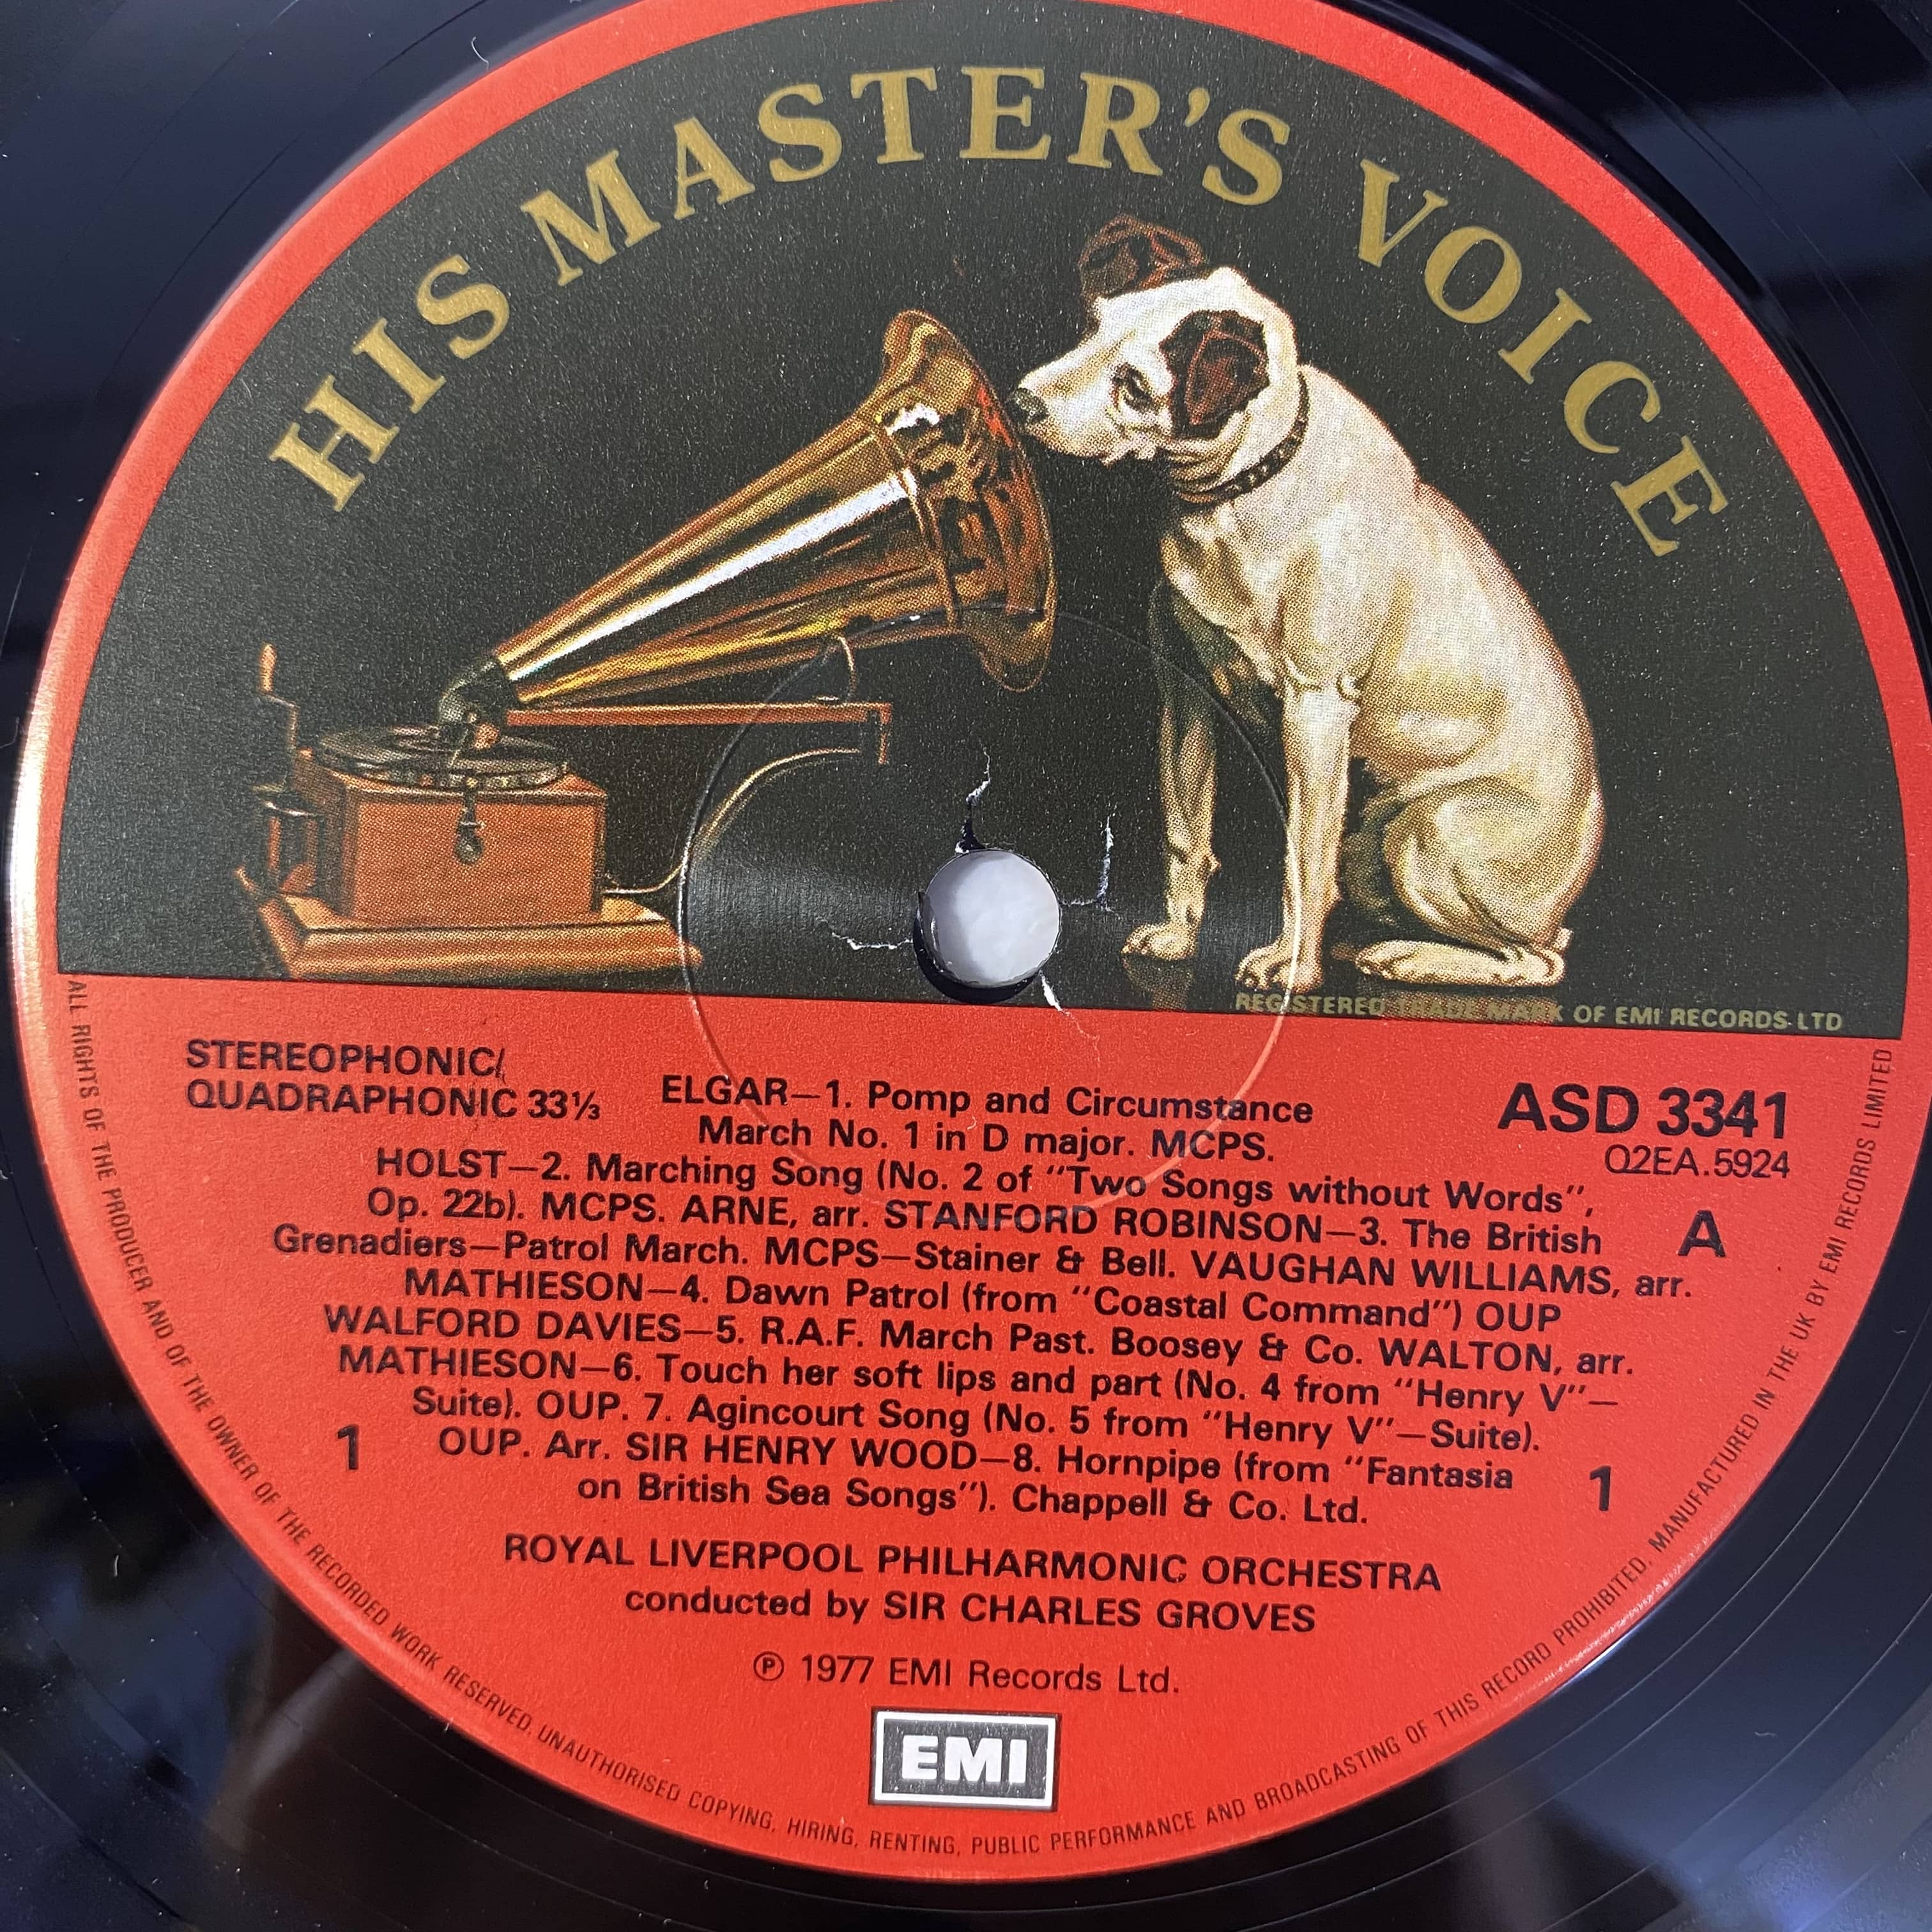 HIS MASTER'S VOICE
REGISTERED TRADE MARK OF EMI RECORDS LTD
STEREOPHONIC/
QUADRAPHONIC 33⅓
ASD 3341
Q2EA.5924
A
ELGAR—1. Pomp and Circumstance
March No. 1 in D major. MCPS.
HOLST—2. Marching Song (No. 2 of "Two Songs without Words",
Op. 22b). MCPS. ARNE, arr. STANFORD ROBINSON—3. The British
Grenadiers—Patrol March. MCPS—Stainer & Bell. VAUGHAN WILLIAMS, arr.
MATHIESON—4. Dawn Patrol (from "Coastal Command") OUP
WALFORD DAVIES—5. R.A.F. March Past. Boosey & Co. WALTON, arr.
MATHIESON—6. Touch her soft lips and part (No. 4 from "Henry V"—
Suite). OUP. 7. Agincourt Song (No. 5 from "Henry V"—Suite).
1 OUP. Arr. SIR HENRY WOOD—8. Hornpipe (from "Fantasia 1
on British Sea Songs"). Chappell & Co. Ltd.
ROYAL LIVERPOOL PHILHARMONIC ORCHESTRA
conducted by SIR CHARLES GROVES
℗ 1977 EMI Records Ltd.
EMI
ALL RIGHTS OF THE PRODUCER AND OF THE OWNER OF THE RECORDED WORK RESERVED. UNAUTHORISED COPYING, HIRING, RENTING, PUBLIC PERFORMANCE AND BROADCASTING OF THIS RECORD PROHIBITED. MANUFACTURED IN THE UK BY EMI RECORDS LIMITED